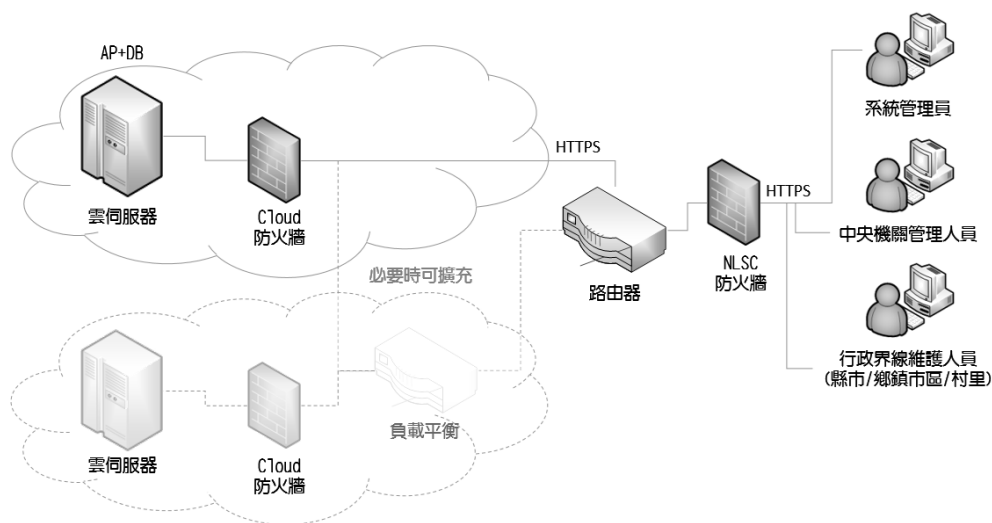 AP+DB
雲伺服器
Cloud
防火牆
HTTPS
路由器
NLSC
防火牆
HTTPS
系統管理員
中央機關管理人員
行政界線維護人員
(縣市/鄉鎮市區/村里)
必要時可擴充
雲伺服器
Cloud
防火牆
負載平衡